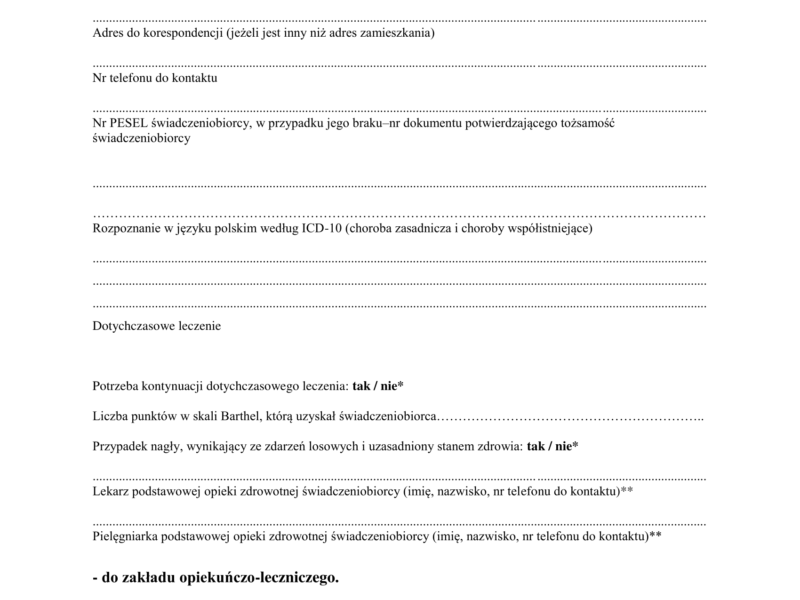 Adres do korespondencji (jeżeli jest inny niż adres zamieszkania)
Nr telefonu do kontaktu
Nr PESEL świadczeniobiorcy, w przypadku jego braku–nr dokumentu potwierdzającego tożsamość
świadczeniobiorcy
Rozpoznanie w języku polskim według ICD-10 (choroba zasadnicza i choroby współistniejące)
Dotychczasowe leczenie
Potrzeba kontynuacji dotychczasowego leczenia: tak / nie*
Liczba punktów w skali Barthel, którą uzyskał świadczeniobiorca…………………………………………………..
Przypadek nagły, wynikający ze zdarzeń losowych i uzasadniony stanem zdrowia: tak / nie*
Lekarz podstawowej opieki zdrowotnej świadczeniobiorcy (imię, nazwisko, nr telefonu do kontaktu)**
Pielęgniarka podstawowej opieki zdrowotnej świadczeniobiorcy (imię, nazwisko, nr telefonu do kontaktu)**
- do zakładu opiekuńczo-leczniczego.